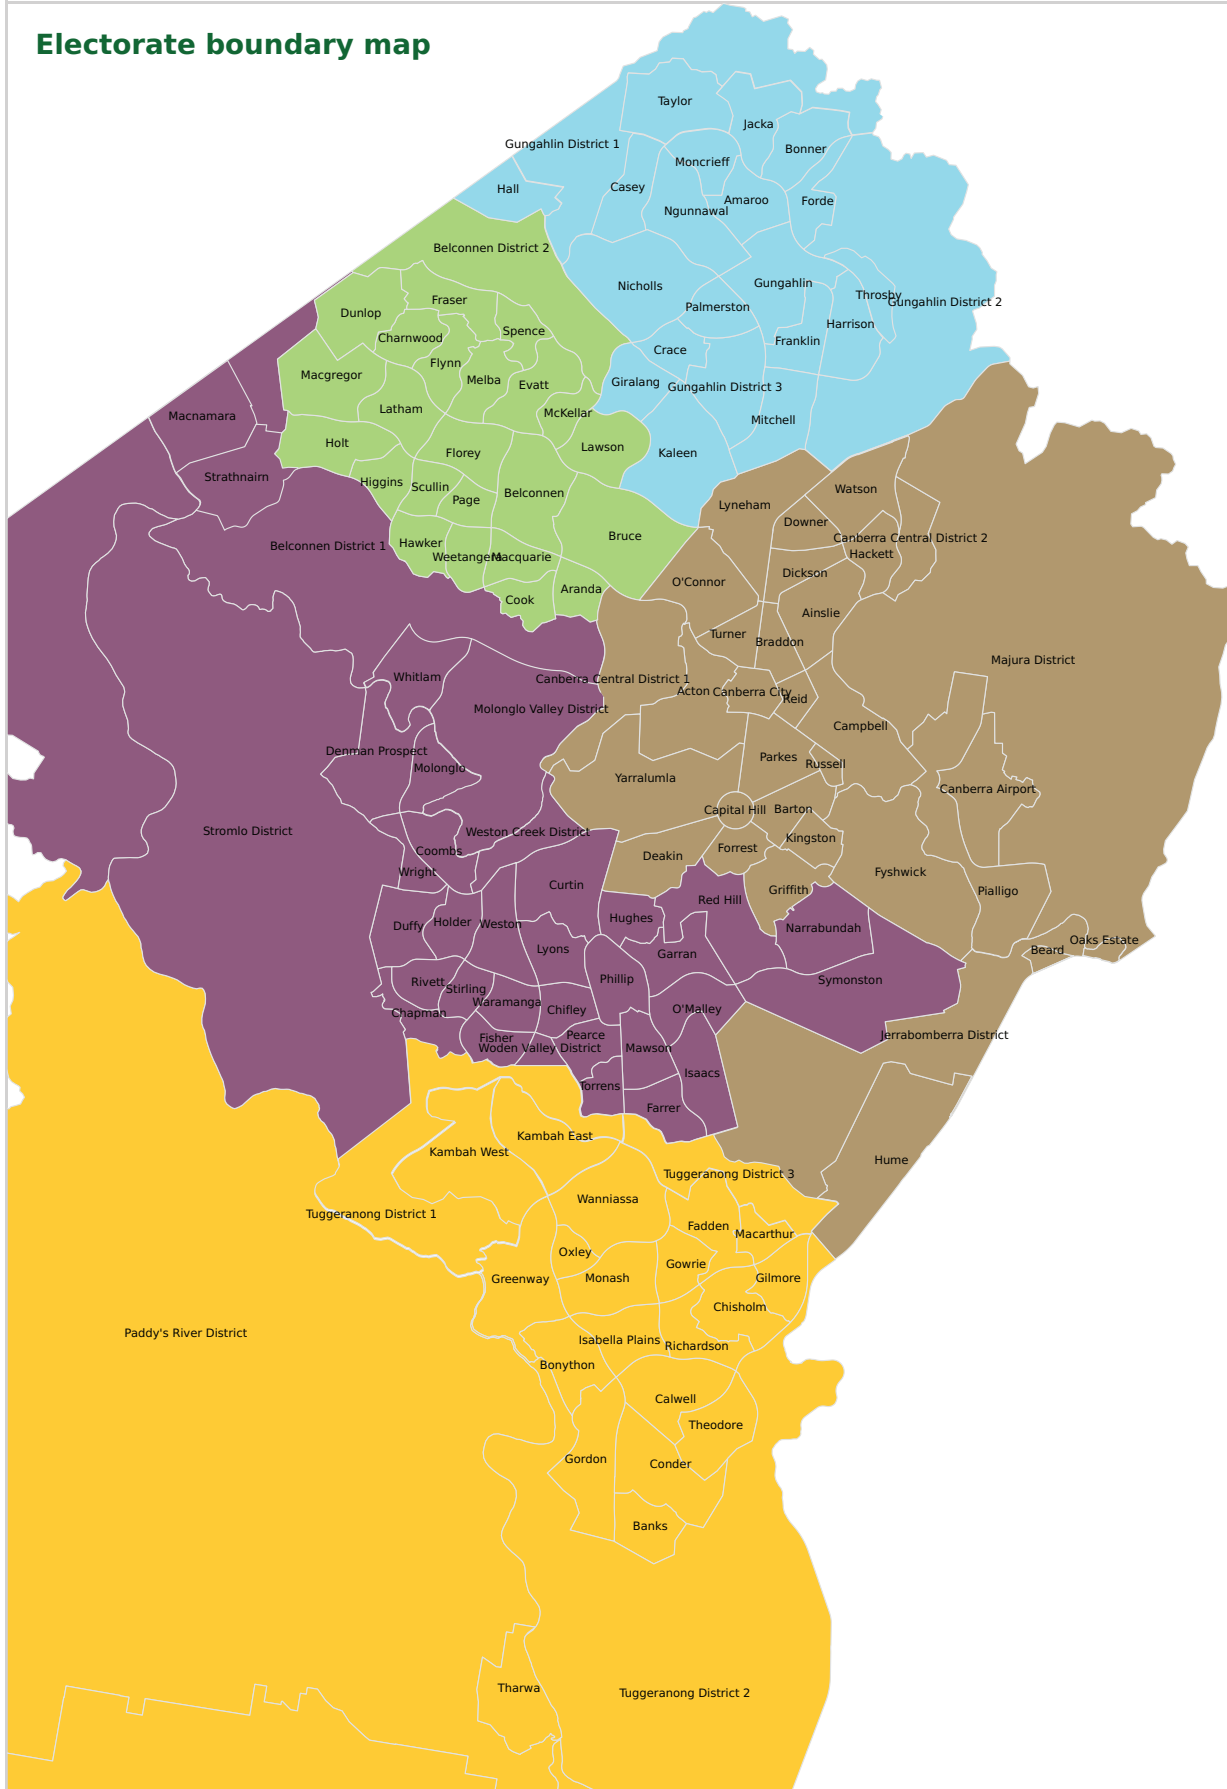 Electorate boundary map
Taylor
Jacka
Gungahlin District 1
Bonner
Moncrieff
Hall
Casey
Amaroo
Forde
Ngunnawal
Belconnen District 2
Nicholls
Gungahlin
Throsby
Fraser
Gungahlin District 2
Palmerston
Dunlop
Harrison
Spence
Charnwood
Franklin
Crace
Flynn
Macgregor
Melba
Evatt
Giralang
Gungahlin District 3
Latham
McKellar
Macnamara
Mitchell
Holt
Lawson
Florey
Kaleen
Strathnairn
Higgins
Scullin
Watson
Belconnen
Page
Lyneham
Downer
Bruce
Canberra Central District 2
Hawker
Belconnen District 1
Hackett
Weetangera
Macquarie
Dickson
O'Connor
Aranda
Cook
Ainslie
Turner
Braddon
Majura District
Whitlam
Canberra Central District 1
Acton
Canberra City
Reid
Molonglo Valley District
Campbell
Denman Prospect
Parkes
Russell
Molonglo
Yarralumla
Canberra Airport
Capital Hill
Barton
Stromlo District
Weston Creek District
Kingston
Forrest
Coombs
Deakin
Wright
Fyshwick
Curtin
Griffith
Pialligo
Red Hill
Hughes
Holder
Weston
Duffy
Narrabundah
Oaks Estate
Lyons
Beard
Garran
Phillip
Rivett
Symonston
Stirling
Waramanga
Chifley
O'Malley
Chapman
Pearce
Jerrabomberra District
Fisher
Woden Valley District
Mawson
Isaacs
Torrens
Farrer
Kambah East
Kambah West
Hume
Tuggeranong District 3
Wanniassa
Tuggeranong District 1
Fadden
Macarthur
Oxley
Gowrie
Greenway
Monash
Gilmore
Chisholm
Paddy's River District
Isabella Plains
Richardson
Bonython
Calwell
Theodore
Gordon
Conder
Banks
Tharwa
Tuggeranong District 2